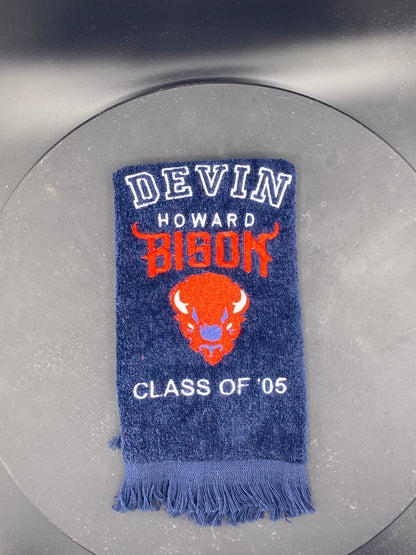 DEVIN
HOWARD
BISON
CLASS OF '05